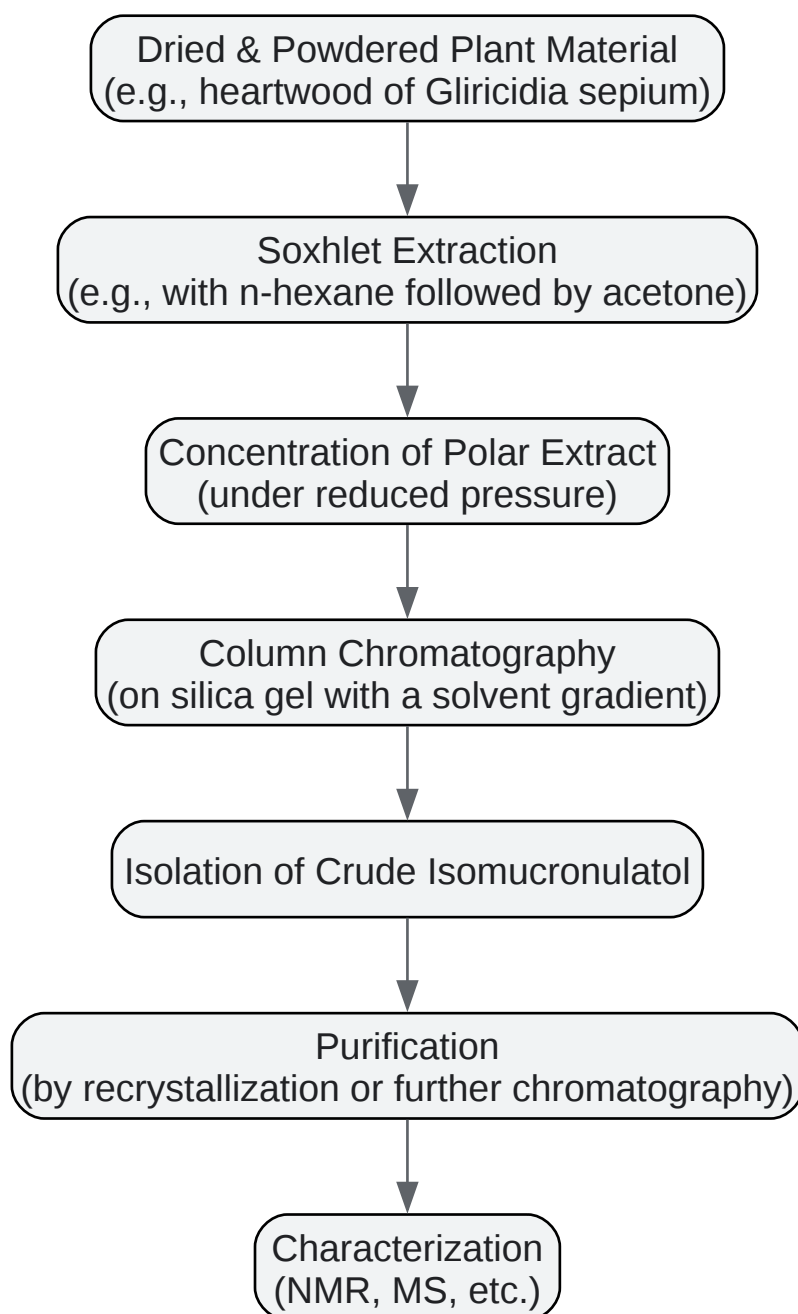 Dried & Powdered Plant Material
(e.g., heartwood of Gliricidia sepium)
Soxhlet Extraction
(e.g., with n-hexane followed by acetone)
Concentration of Polar Extract
(under reduced pressure)
Column Chromatography
(on silica gel with a solvent gradient)
Isolation of Crude Isomucronulatol
Purification
(by recrystallization or further chromatography)
Characterization
(NMR, MS, etc.)